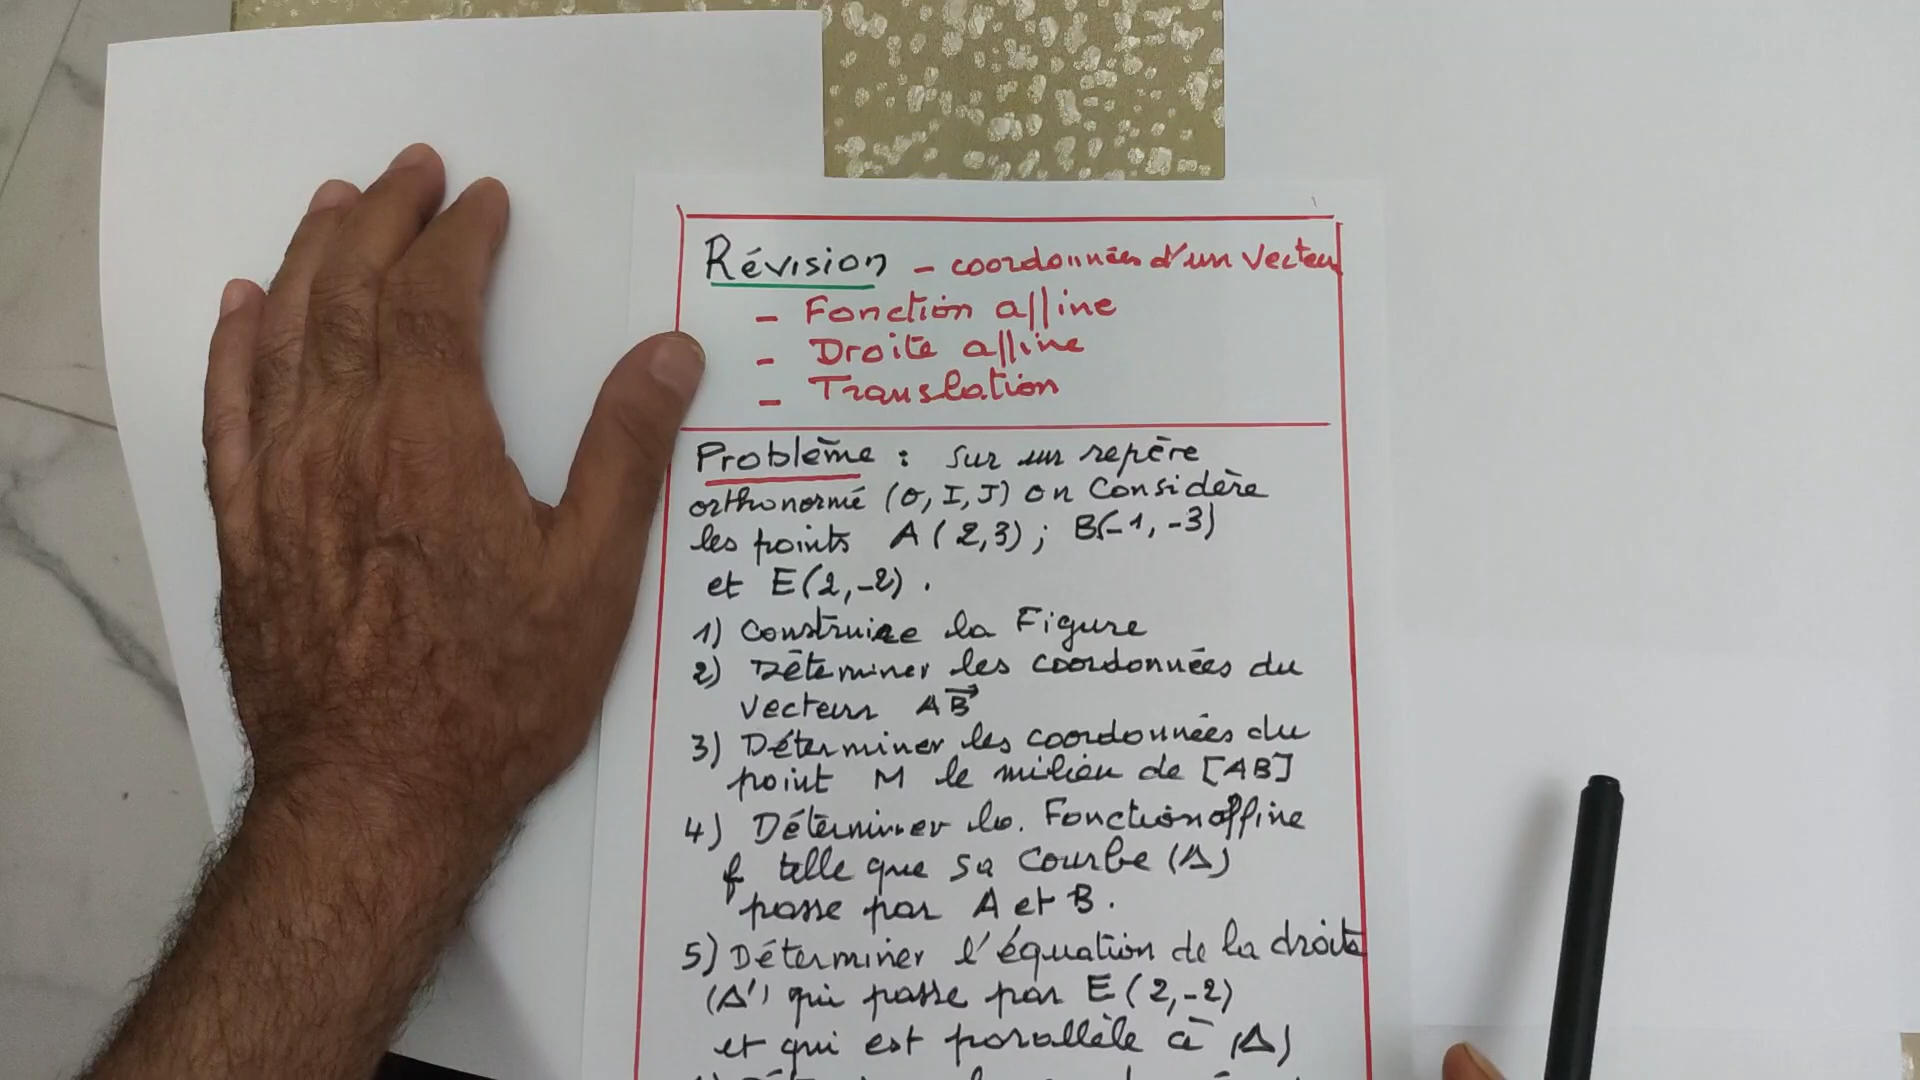 Révision - coordonnées d'un vecteur
- Fonction affine
- Droite affine
- Translation
Problème : sur un repère
orthonormé (O, I, J) on considère
les points A(2,3) ; B(-1,-3)
et E(2,-2).
1) Construire la Figure
2) Déterminer les coordonnées du
vecteur AB→
3) Déterminer les coordonnées du
point M le milieu de [AB]
4) Déterminer la Fonction affine
f telle que sa courbe (Δ)
passe par A et B.
5) Déterminer l'équation de la droite
(Δ') qui passe par E(2,-2)
et qui est parallèle à (Δ)